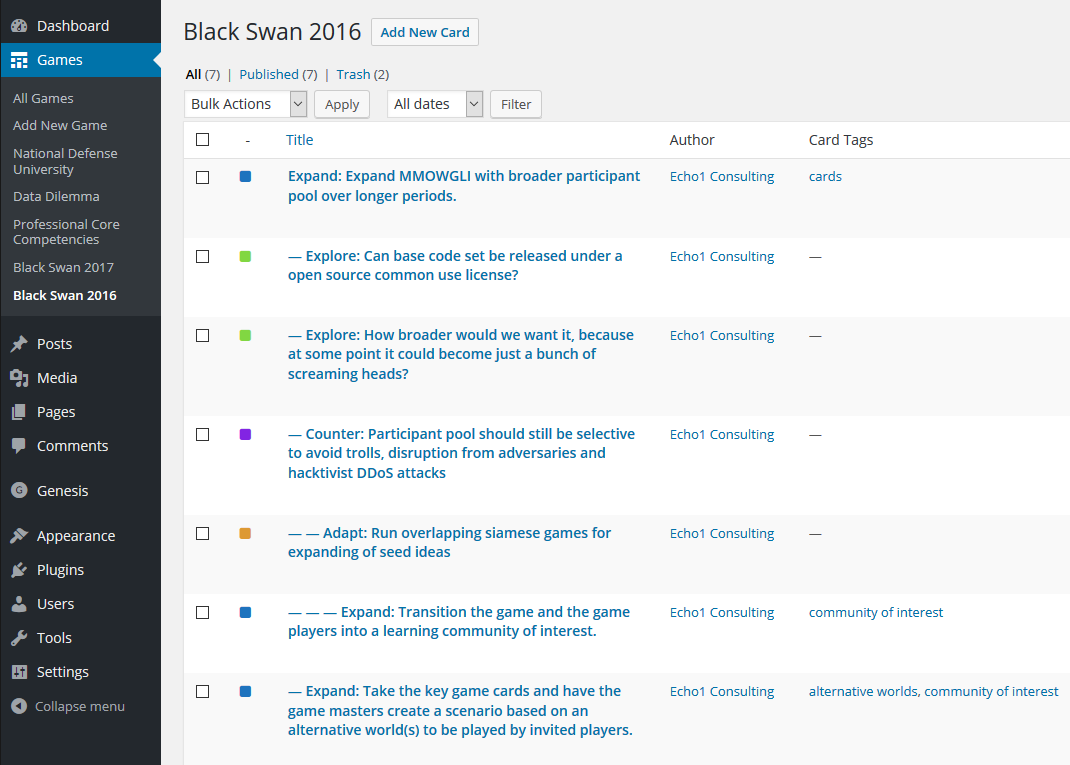 Dashboard
Games
All Games
Add New Game
National Defense
University
Data Dilemma
Professional Core
Competencies
Black Swan 2017
Black Swan 2016
Posts
Media
Pages
Comments
G Genesis
Appearance
Plugins
Users
Tools
Settings
Collapse menu
Black Swan 2016 Add New Card
All (7) | Published (7) | Trash (2)
Bulk Actions Apply All dates Filter
- Title Author Card Tags
Expand: Expand MMOWGLI with broader participant Echo1 Consulting cards
pool over longer periods.
— Explore: Can base code set be released under a Echo1 Consulting —
open source common use license?
— Explore: How broader would we want it, because Echo1 Consulting —
at some point it could become just a bunch of
screaming heads?
— Counter: Participant pool should still be selective Echo1 Consulting —
to avoid trolls, disruption from adversaries and
hacktivist DDoS attacks
— — Adapt: Run overlapping siamese games for Echo1 Consulting —
expanding of seed ideas
— — — Expand: Transition the game and the game Echo1 Consulting community of interest
players into a learning community of interest.
— Expand: Take the key game cards and have the Echo1 Consulting alternative worlds, community of interest
game masters create a scenario based on an
alternative world(s) to be played by invited players.